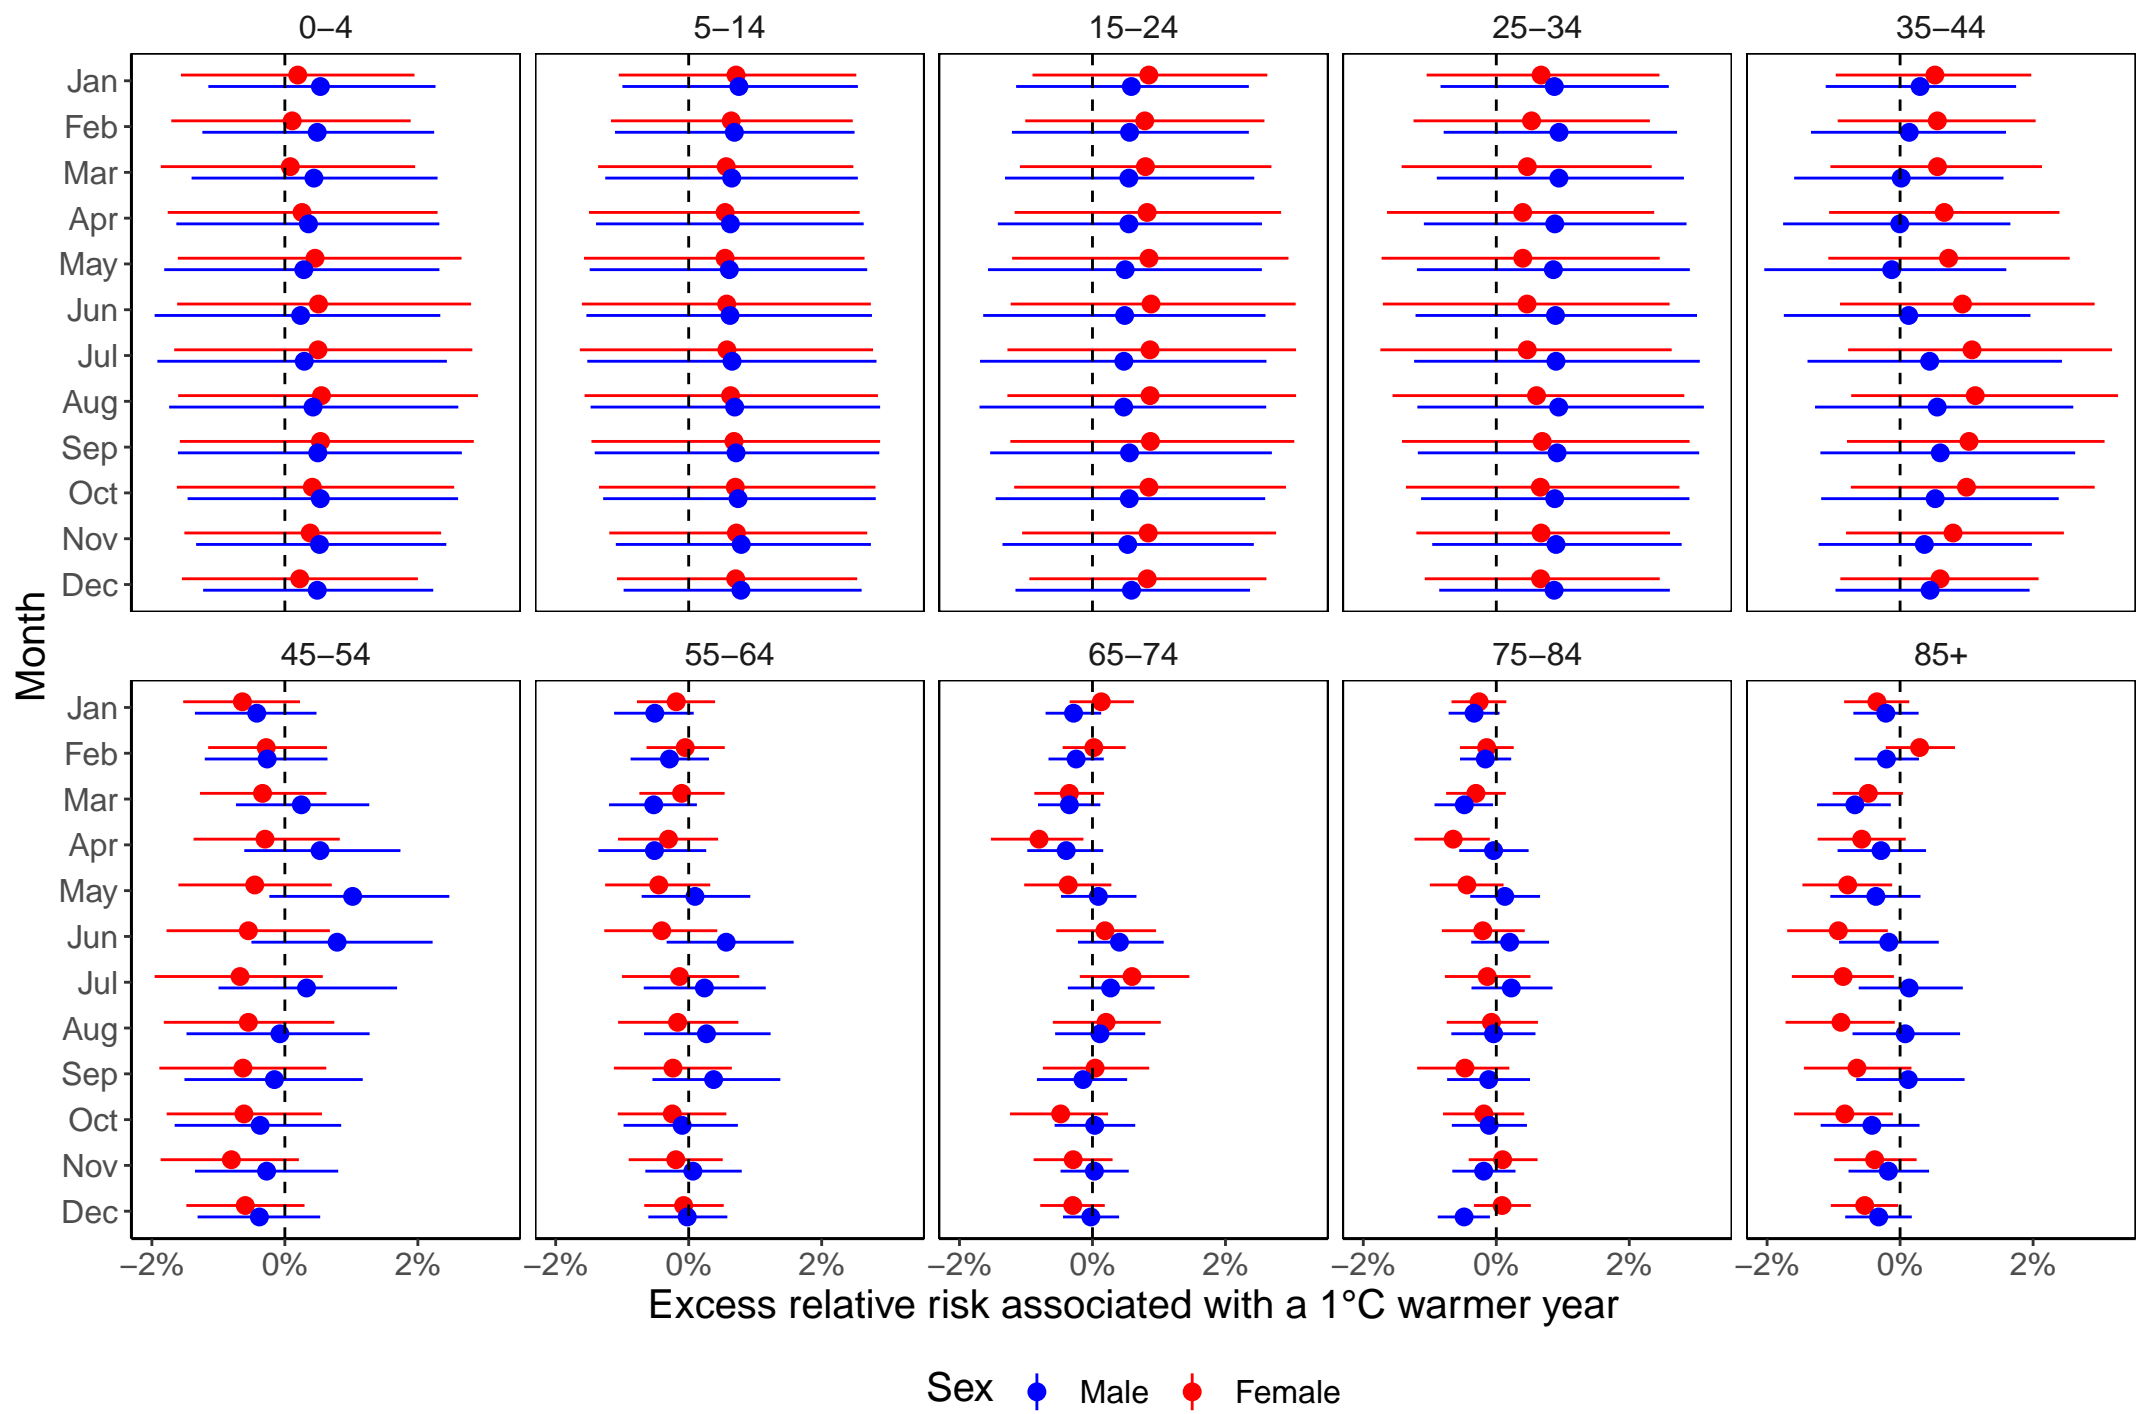 0–4 5–14 15–24 25–34 35–44
Jan
Feb
Mar
Apr
May
Jun
Jul
Aug
Sep
Oct
Nov
Dec
Month
45–54 55–64 65–74 75–84 85+
Jan
Feb
Mar
Apr
May
Jun
Jul
Aug
Sep
Oct
Nov
Dec
−2% 0% 2% −2% 0% 2% −2% 0% 2% −2% 0% 2% −2% 0% 2%
Excess relative risk associated with a 1°C warmer year
Sex Male Female